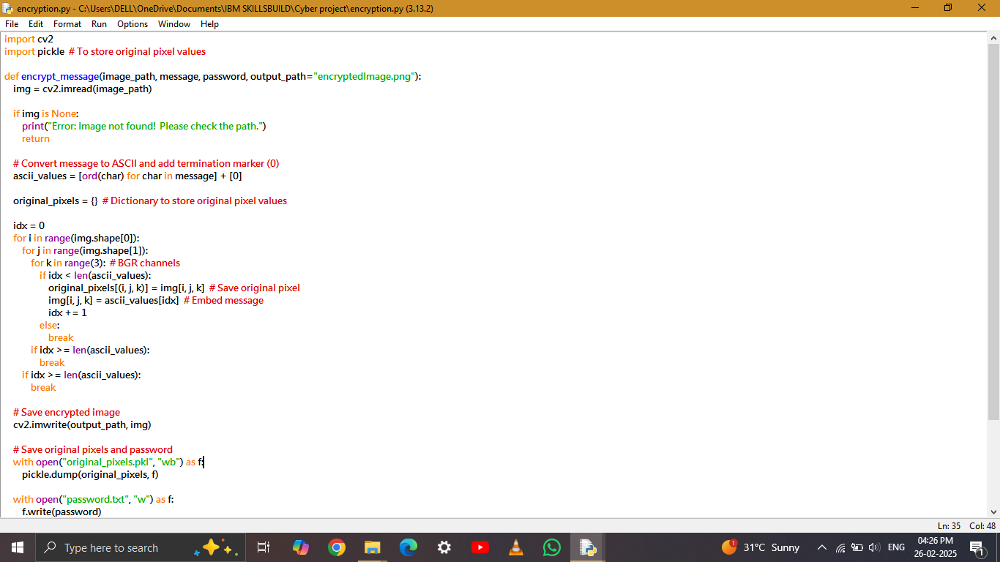 encryption.py - C:\Users\DELL\OneDrive\Documents\IBM SKILLSBUILD\Cyber project\encryption.py (3.13.2)
File Edit Format Run Options Window Help
import cv2
import pickle  # To store original pixel values
def encrypt_message(image_path, message, password, output_path="encryptedImage.png"):
    img = cv2.imread(image_path)
    if img is None:
        print("Error: Image not found!  Please check the path.")
        return
    # Convert message to ASCII and add termination marker (0)
    ascii_values = [ord(char) for char in message] + [0]
    original_pixels = {}  # Dictionary to store original pixel values
    idx = 0
    for i in range(img.shape[0]):
        for j in range(img.shape[1]):
            for k in range(3):  # BGR channels
                if idx < len(ascii_values):
                    original_pixels[(i, j, k)] = img[i, j, k]  # Save original pixel
                    img[i, j, k] = ascii_values[idx]  # Embed message
                    idx += 1
                else:
                    break
            if idx >= len(ascii_values):
                break
        if idx >= len(ascii_values):
            break
    # Save encrypted image
    cv2.imwrite(output_path, img)
    # Save original pixels and password
    with open("original_pixels.pkl", "wb") as f:
        pickle.dump(original_pixels, f)
    with open("password.txt", "w") as f:
        f.write(password)
Ln: 35 Col: 48
Type here to search
1
31°C Sunny
ENG
04:26 PM
26-02-2025
1